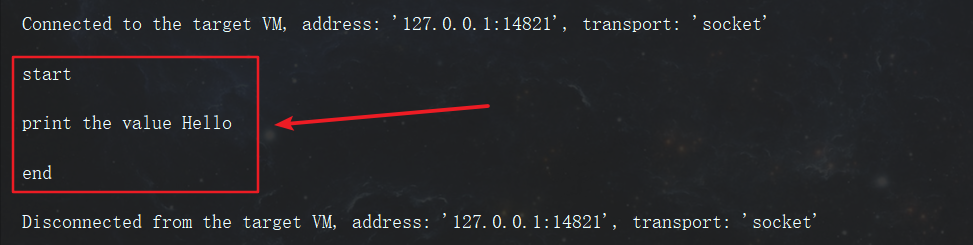 Connected to the target VM, address: '127.0.0.1:14821', transport: 'socket'
start
print the value Hello
end
Disconnected from the target VM, address: '127.0.0.1:14821', transport: 'socket'